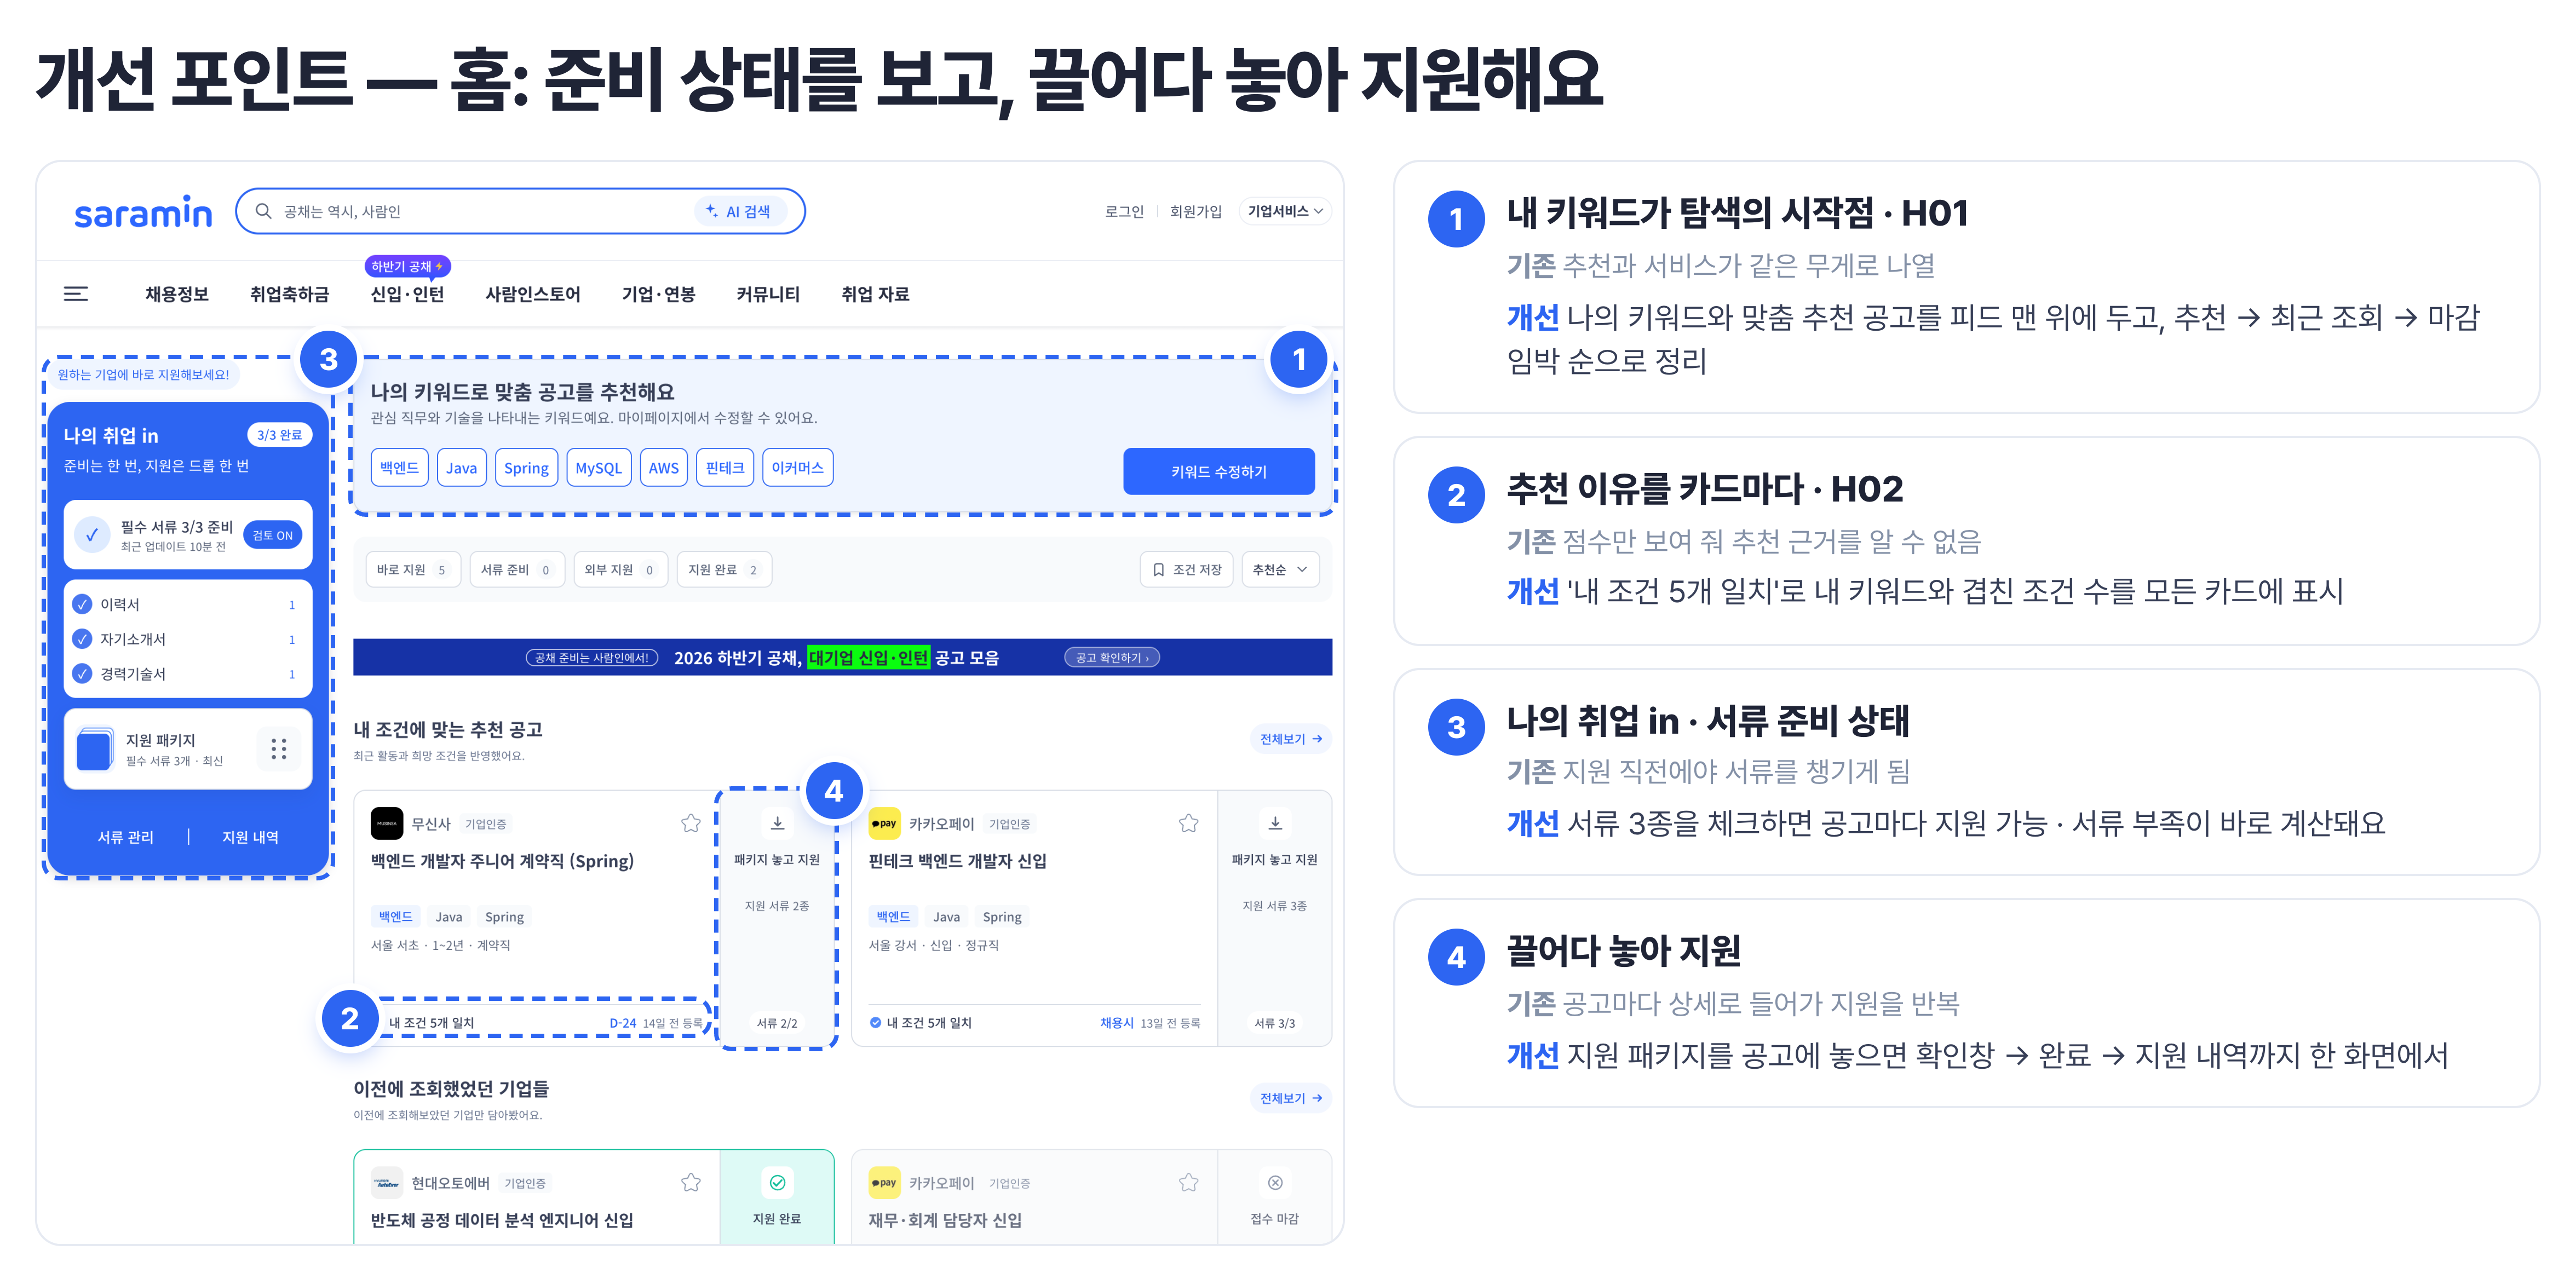 개선 포인트 — 홈: 준비 상태를 보고, 끌어다 놓아 지원해요
saramin
공채는 역시, 사람인
AI 검색
로그인
회원가입
기업서비스
하반기 공채
채용정보
취업축하금
신입·인턴
사람인스토어
기업·연봉
커뮤니티
취업 자료
원하는 기업에 바로 지원해보세요!
3
나의 취업 in
3/3 완료
준비는 한 번, 지원은 드롭 한 번
필수 서류 3/3 준비
최근 업데이트 10분 전
검토 ON
이력서 1
자기소개서 1
경력기술서 1
지원 패키지
필수 서류 3개 · 최신
서류 관리
지원 내역
1
나의 키워드로 맞춤 공고를 추천해요
관심 직무와 기술을 나타내는 키워드예요. 마이페이지에서 수정할 수 있어요.
백엔드
Java
Spring
MySQL
AWS
핀테크
이커머스
키워드 수정하기
바로 지원 5
서류 준비 0
외부 지원 0
지원 완료 2
조건 저장
추천순
공채 준비는 사람인에서!
2026 하반기 공채, 대기업 신입·인턴 공고 모음
공고 확인하기 ›
내 조건에 맞는 추천 공고
최근 활동과 희망 조건을 반영했어요.
전체보기 →
4
MUSINSA
무신사
기업인증
백엔드 개발자 주니어 계약직 (Spring)
백엔드
Java
Spring
서울 서초 · 1~2년 · 계약직
2
내 조건 5개 일치
D-24
14일 전 등록
패키지 놓고 지원
지원 서류 2종
서류 2/2
pay
카카오페이
기업인증
핀테크 백엔드 개발자 신입
백엔드
Java
Spring
서울 강서 · 신입 · 정규직
내 조건 5개 일치
채용시
13일 전 등록
패키지 놓고 지원
지원 서류 3종
서류 3/3
이전에 조회했었던 기업들
이전에 조회해보았던 기업만 담아봤어요.
전체보기 →
AutoEver
현대오토에버
기업인증
반도체 공정 데이터 분석 엔지니어 신입
지원 완료
pay
카카오페이
기업인증
재무·회계 담당자 신입
접수 마감
1
내 키워드가 탐색의 시작점 · H01
기존 추천과 서비스가 같은 무게로 나열
개선 나의 키워드와 맞춤 추천 공고를 피드 맨 위에 두고, 추천 → 최근 조회 → 마감
임박 순으로 정리
2
추천 이유를 카드마다 · H02
기존 점수만 보여 줘 추천 근거를 알 수 없음
개선 '내 조건 5개 일치'로 내 키워드와 겹친 조건 수를 모든 카드에 표시
3
나의 취업 in · 서류 준비 상태
기존 지원 직전에야 서류를 챙기게 됨
개선 서류 3종을 체크하면 공고마다 지원 가능 · 서류 부족이 바로 계산돼요
4
끌어다 놓아 지원
기존 공고마다 상세로 들어가 지원을 반복
개선 지원 패키지를 공고에 놓으면 확인창 → 완료 → 지원 내역까지 한 화면에서